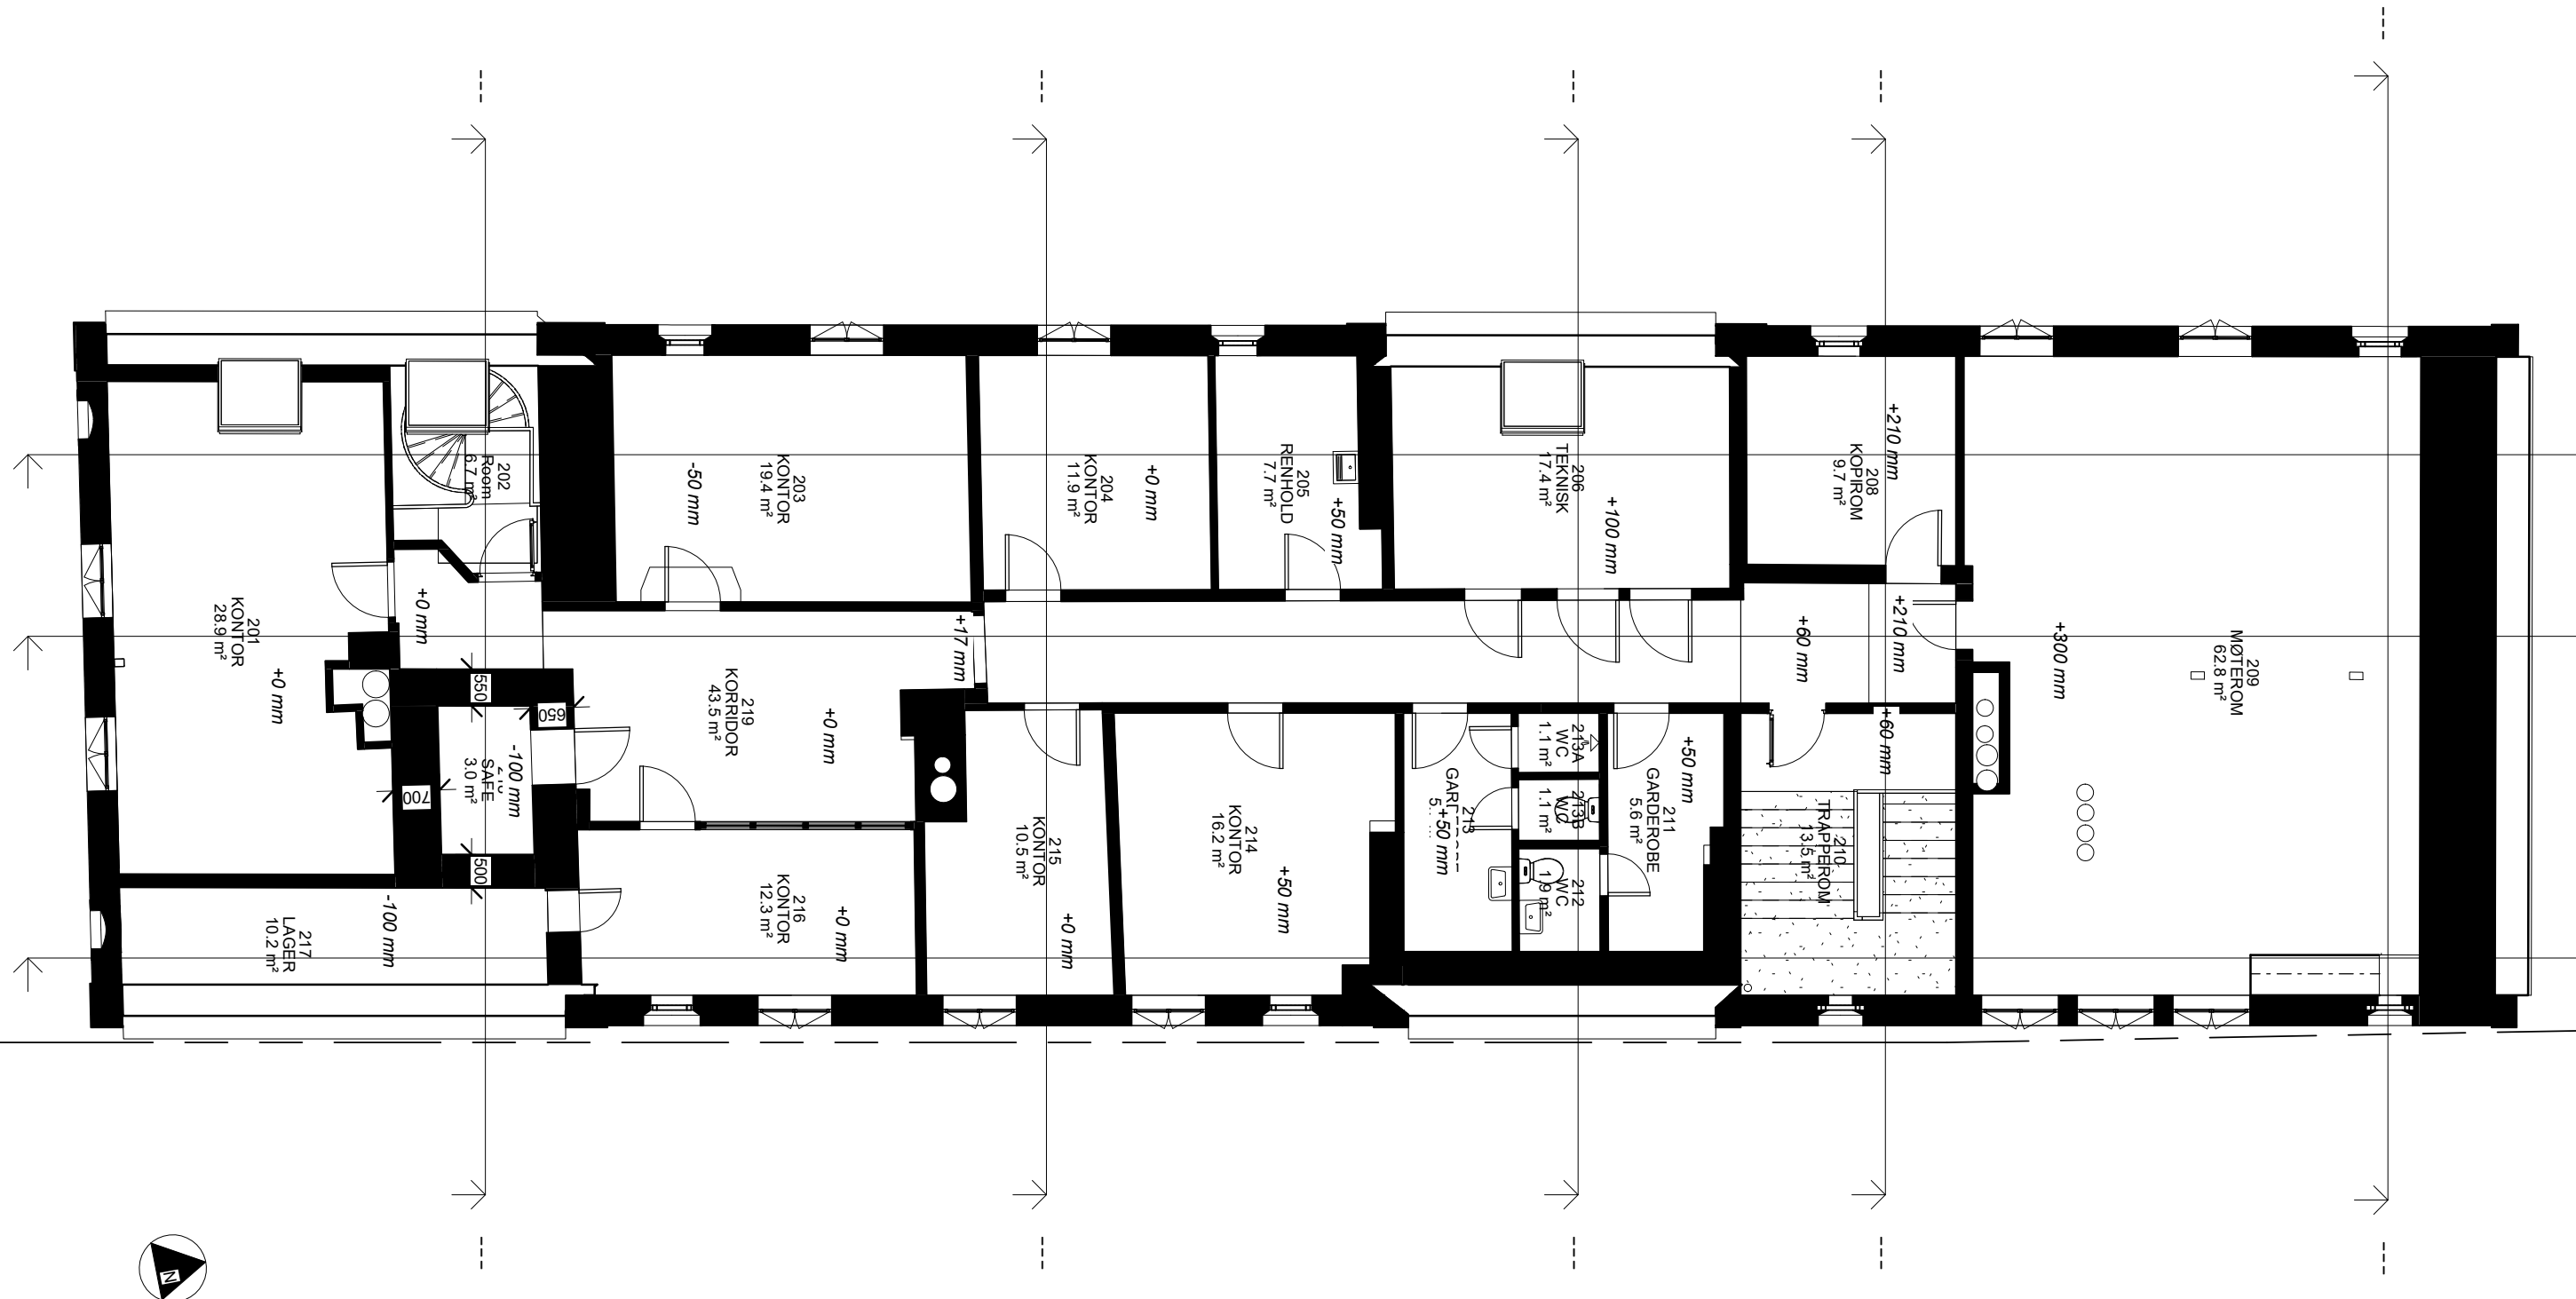 201
KONTOR
28.9 m²
+0 mm
202
Room
6.7 m²
+0 mm
203
KONTOR
19.4 m²
-50 mm
204
KONTOR
11.9 m²
+0 mm
205
RENHOLD
7.7 m²
+50 mm
206
TEKNISK
17.4 m²
+100 mm
208
KOPIROM
9.7 m²
+210 mm
209
MØTEROM
62.8 m²
+300 mm
+210 mm
+60 mm
+60 mm
210
TRAPPEROM
13.5 m²
211
GARDEROBE
5.6 m²
+50 mm
212
WC
1.9 m²
213A
WC
1.1 m²
213B
WC
1.1 m²
213
+50 mm
214
KONTOR
16.2 m²
+50 mm
215
KONTOR
10.5 m²
+0 mm
216
KONTOR
12.3 m²
+0 mm
217
LAGER
10.2 m²
-100 mm
SAFE
3.0 m²
-100 mm
219
KORRIDOR
43.5 m²
+0 mm
+17 mm
550
650
700
500
N